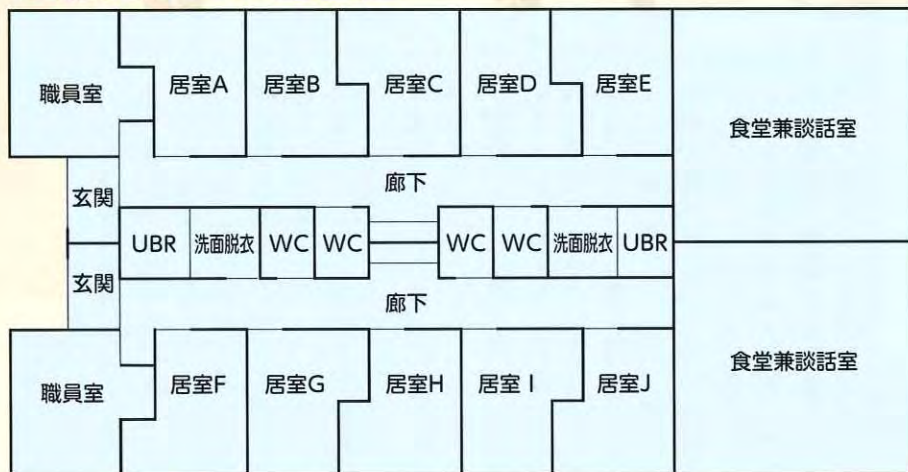 職員室
居室A
居室B
居室C
居室D
居室E
食堂兼談話室
玄関
廊下
UBR
洗面脱衣
WC
WC
WC
WC
洗面脱衣
UBR
玄関
廊下
職員室
居室F
居室G
居室H
居室I
居室J
食堂兼談話室